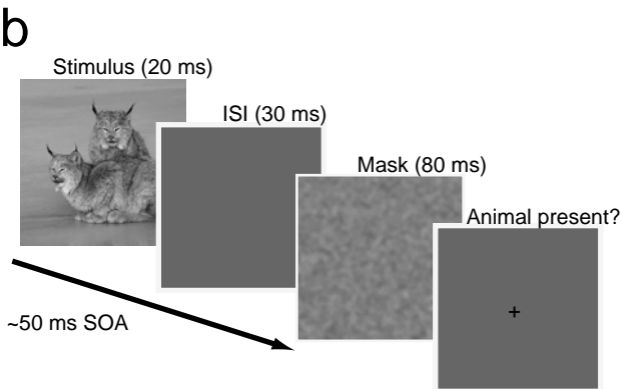 b
Stimulus (20 ms)
ISI (30 ms)
Mask (80 ms)
Animal present?
+
~50 ms SOA